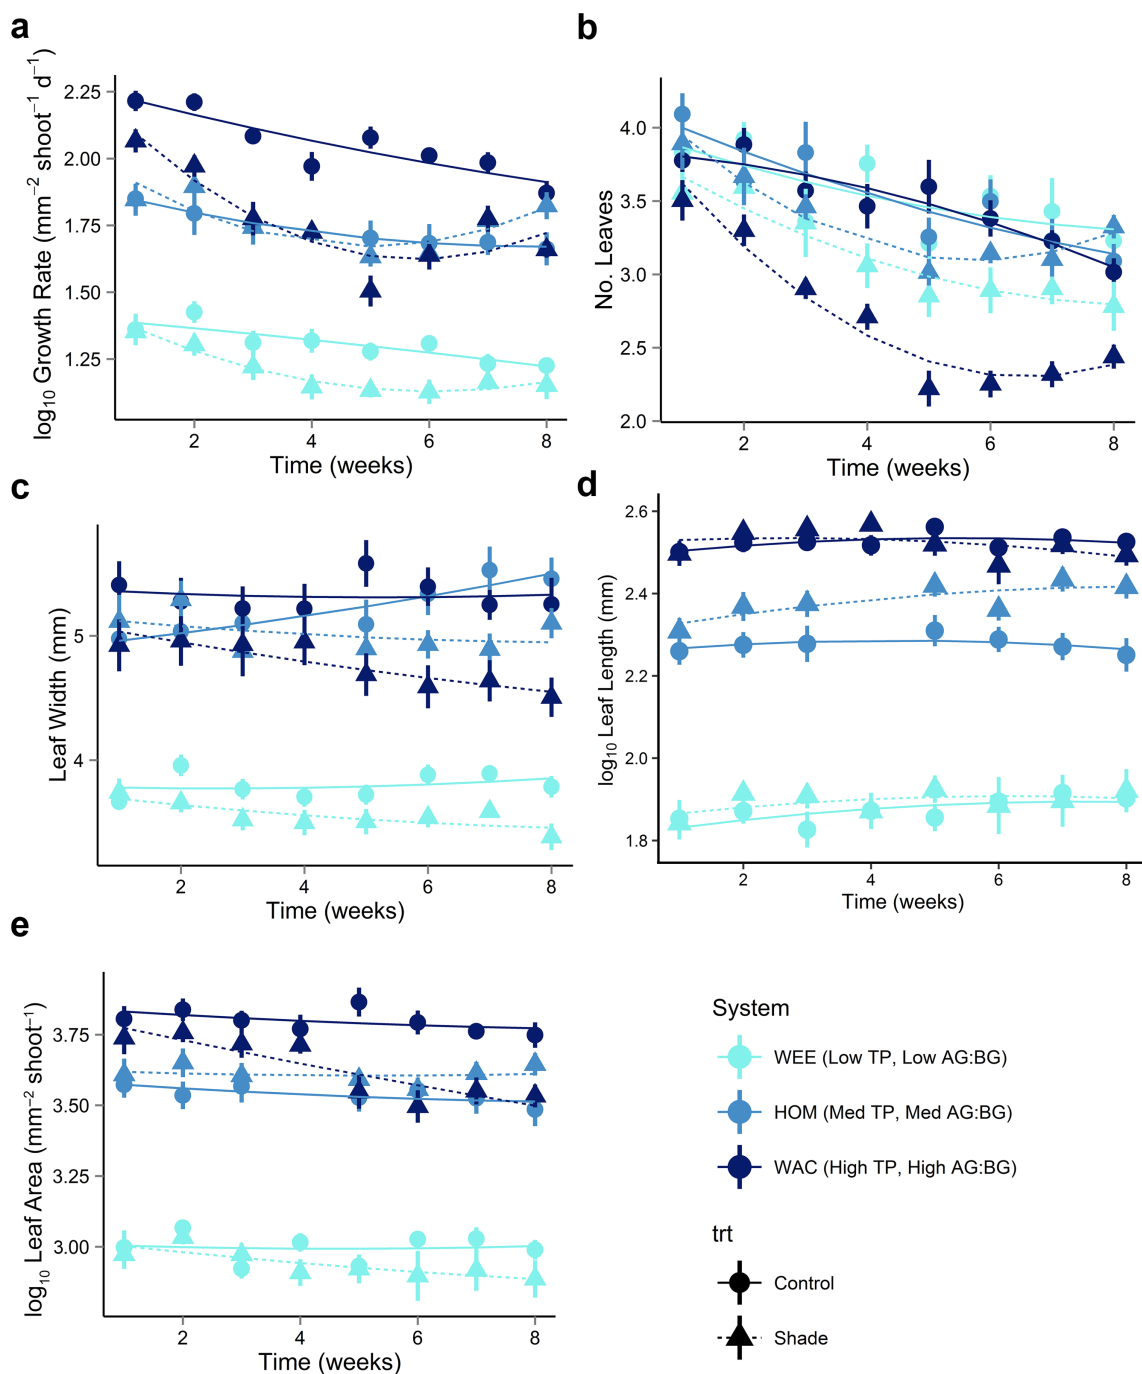 a
log₁₀ Growth Rate (mm⁻² shoot⁻¹ d⁻¹)
2.25
2.00
1.75
1.50
1.25
2 4 6 8
Time (weeks)
b
No. Leaves
4.0
3.5
3.0
2.5
2.0
2 4 6 8
Time (weeks)
c
Leaf Width (mm)
5
4
2 4 6 8
Time (weeks)
d
log₁₀ Leaf Length (mm)
2.6
2.4
2.2
2.0
1.8
2 4 6 8
Time (weeks)
e
log₁₀ Leaf Area (mm⁻² shoot⁻¹)
3.75
3.50
3.25
3.00
2 4 6 8
Time (weeks)
System
WEE (Low TP, Low AG:BG)
HOM (Med TP, Med AG:BG)
WAC (High TP, High AG:BG)
trt
Control
Shade